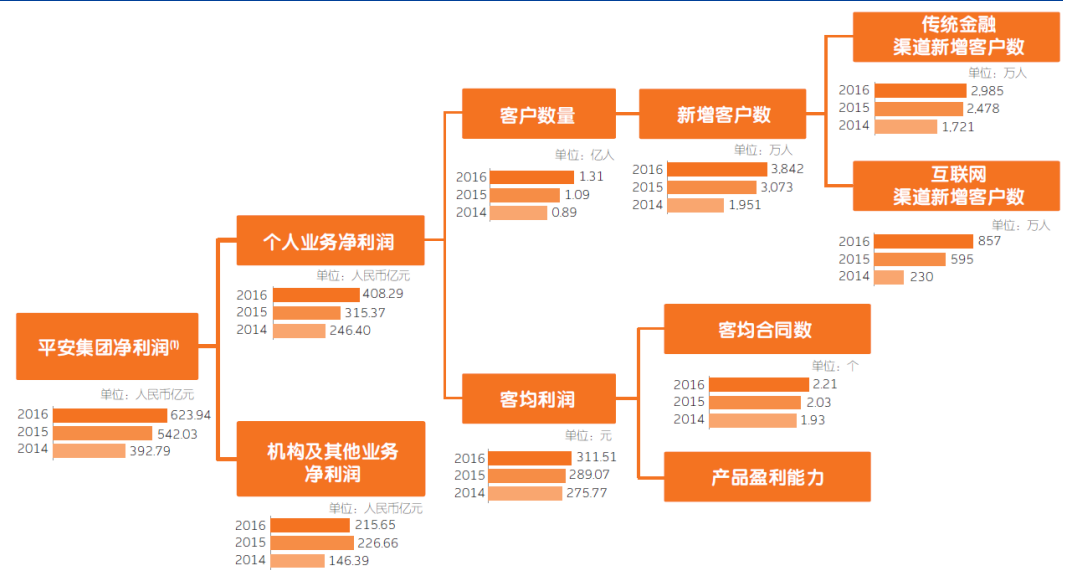 传统金融
渠道新增客户数
单位：万人
2016 2,985
2015 2,478
2014 1,721
客户数量
单位：亿人
2016 1.31
2015 1.09
2014 0.89
新增客户数
单位：万人
2016 3,842
2015 3,073
2014 1,951
互联网
渠道新增客户数
单位：万人
2016 857
2015 595
2014 230
个人业务净利润
单位：人民币亿元
2016 408.29
2015 315.37
2014 246.40
平安集团净利润(1)
单位：人民币亿元
2016 623.94
2015 542.03
2014 392.79
客均合同数
单位：个
2016 2.21
2015 2.03
2014 1.93
客均利润
单位：元
2016 311.51
2015 289.07
2014 275.77
机构及其他业务
净利润
单位：人民币亿元
2016 215.65
2015 226.66
2014 146.39
产品盈利能力